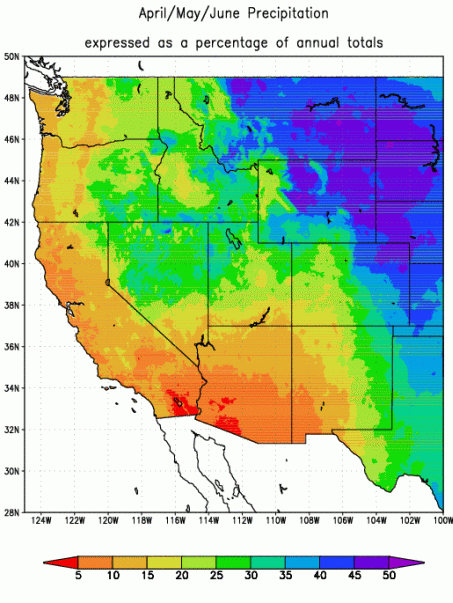 April/May/June Precipitation
expressed as a percentage of annual totals
50N
48N
46N
44N
42N
40N
38N
36N
34N
32N
30N
28N
124W 122W 120W 118W 116W 114W 112W 110W 108W 106W 104W 102W 100W
5 10 15 20 25 30 35 40 45 50